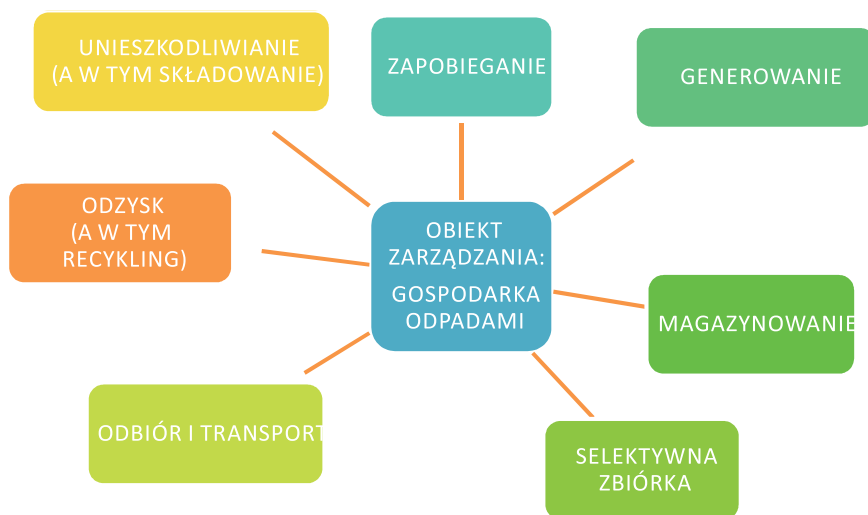 UNIESZKODLIWIANIE
(A W TYM SKŁADOWANIE)
ZAPOBIEGANIE
GENEROWANIE
ODZYSK
(A W TYM
RECYKLING)
OBIEKT
ZARZĄDZANIA:
GOSPODARKA
ODPADAMI
MAGAZYNOWANIE
ODBIÓR I TRANSPORT
SELEKTYWNA
ZBIÓRKA